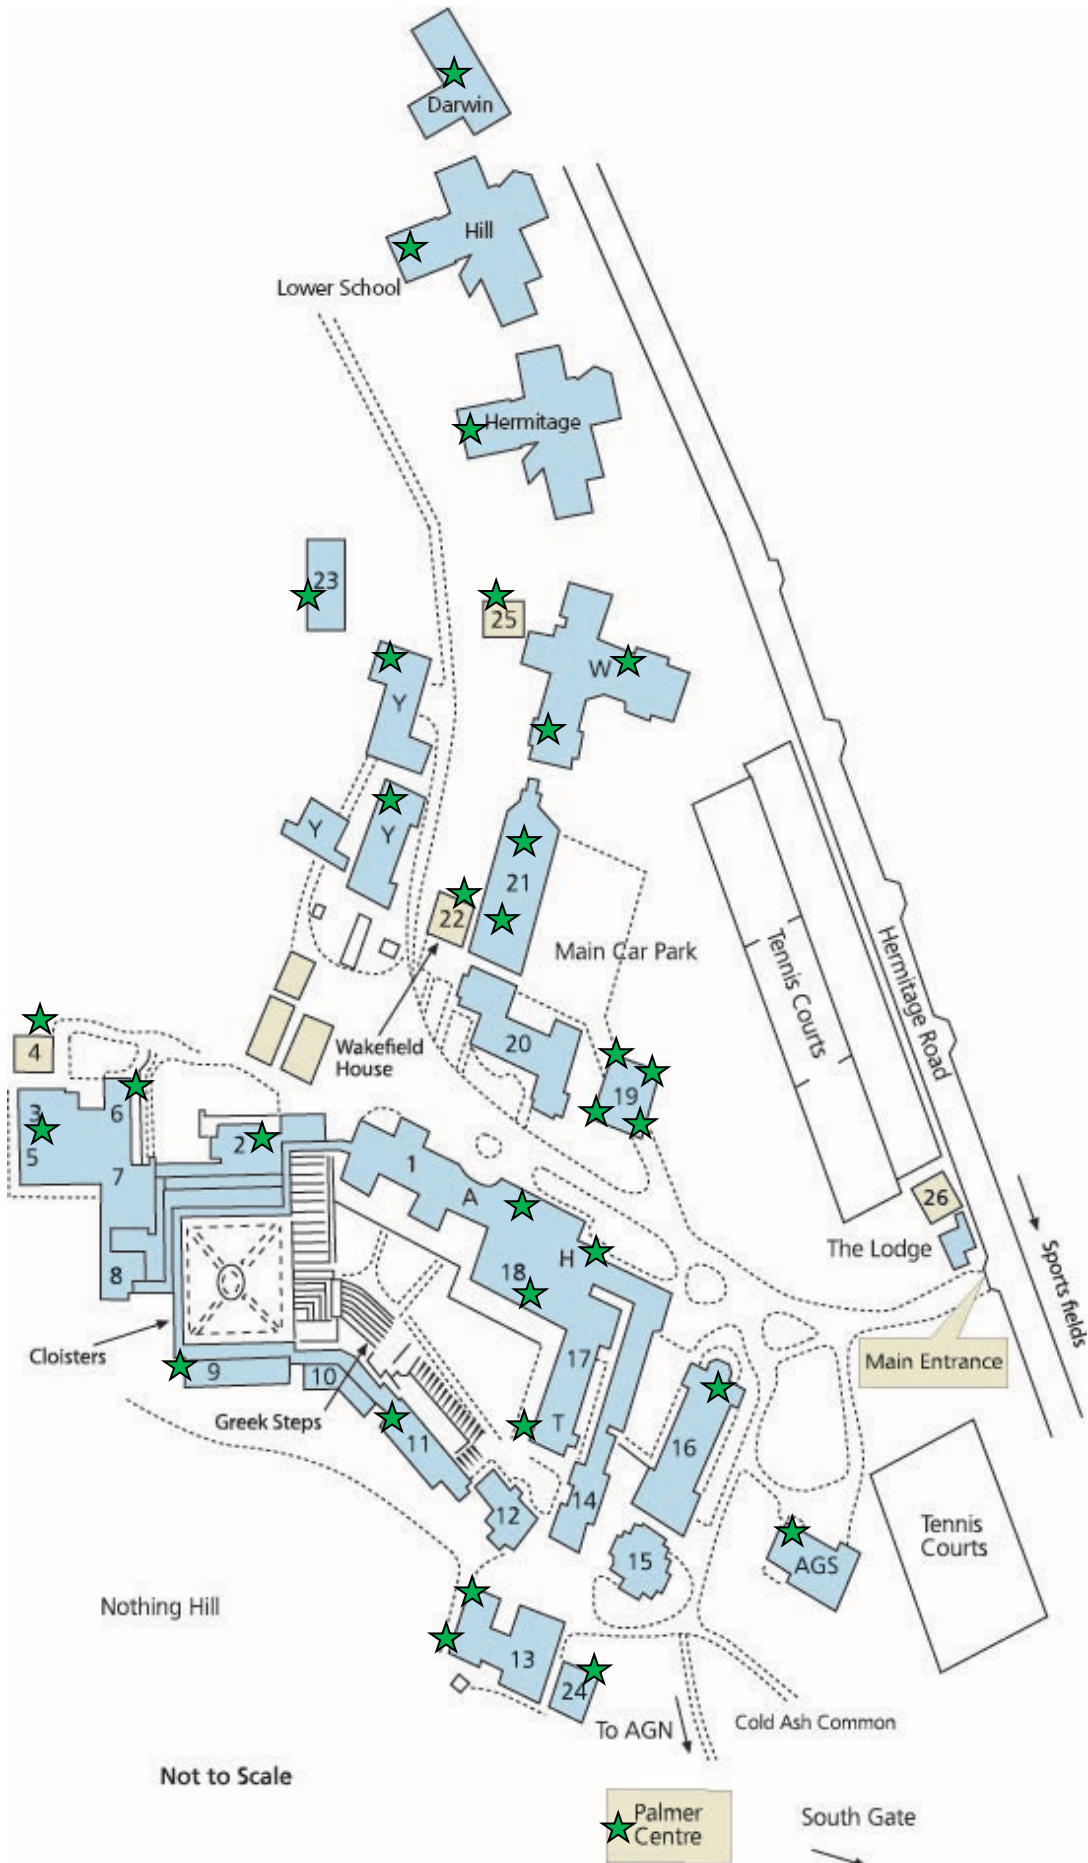 Darwin
Hill
Lower School
Hermitage
23
25
W
Y
Y
Y
21
22
Main Car Park
Tennis Courts
Hermitage Road
Wakefield
House
20
4
19
3
6
5
2
7
1
A
26
The Lodge
H
18
8
Sports fields
Cloisters
Main Entrance
9
10
17
Greek Steps
T
11
16
14
12
Tennis
Courts
15
AGS
Nothing Hill
13
24
To AGN
Cold Ash Common
Not to Scale
Palmer
Centre
South Gate